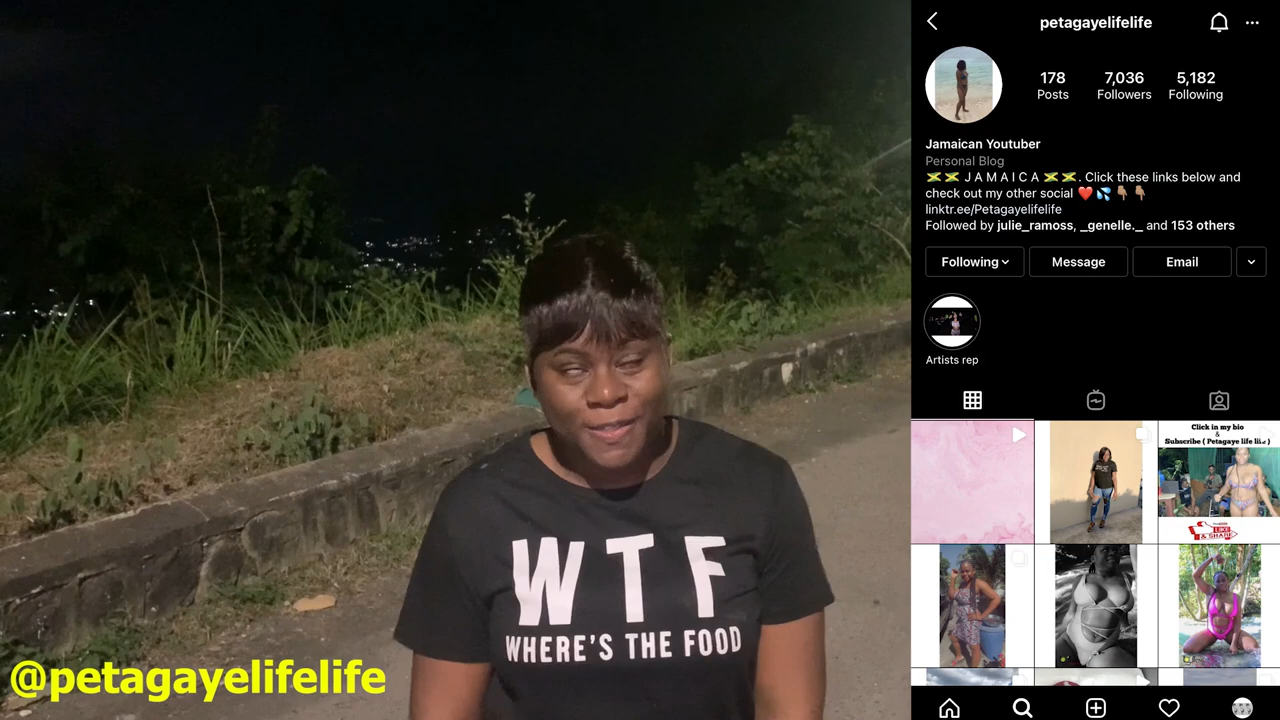 WTF
WHERE'S THE FOOD
@petagayelifelife
petagayelifelife
178
Posts
7,036
Followers
5,182
Following
Jamaican Youtuber
Personal Blog
🇯🇲🇯🇲 J A M A I C A 🇯🇲🇯🇲. Click these links below and
check out my other social ❤️💦👇🏽👇🏽
linktr.ee/Petagayelifelife
Followed by julie_ramoss, _genelle._ and 153 others
Following
Message
Email
Artists rep
Click in my bio
&
Subscribe ( Petagaye life life )
LIKE
& SHARE